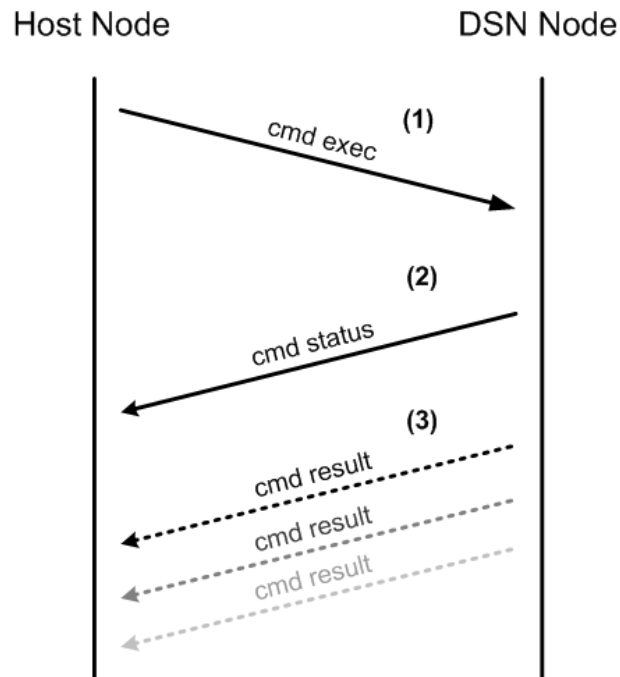 Host Node
DSN Node
(1)
cmd exec
(2)
cmd status
(3)
cmd result
cmd result
cmd result